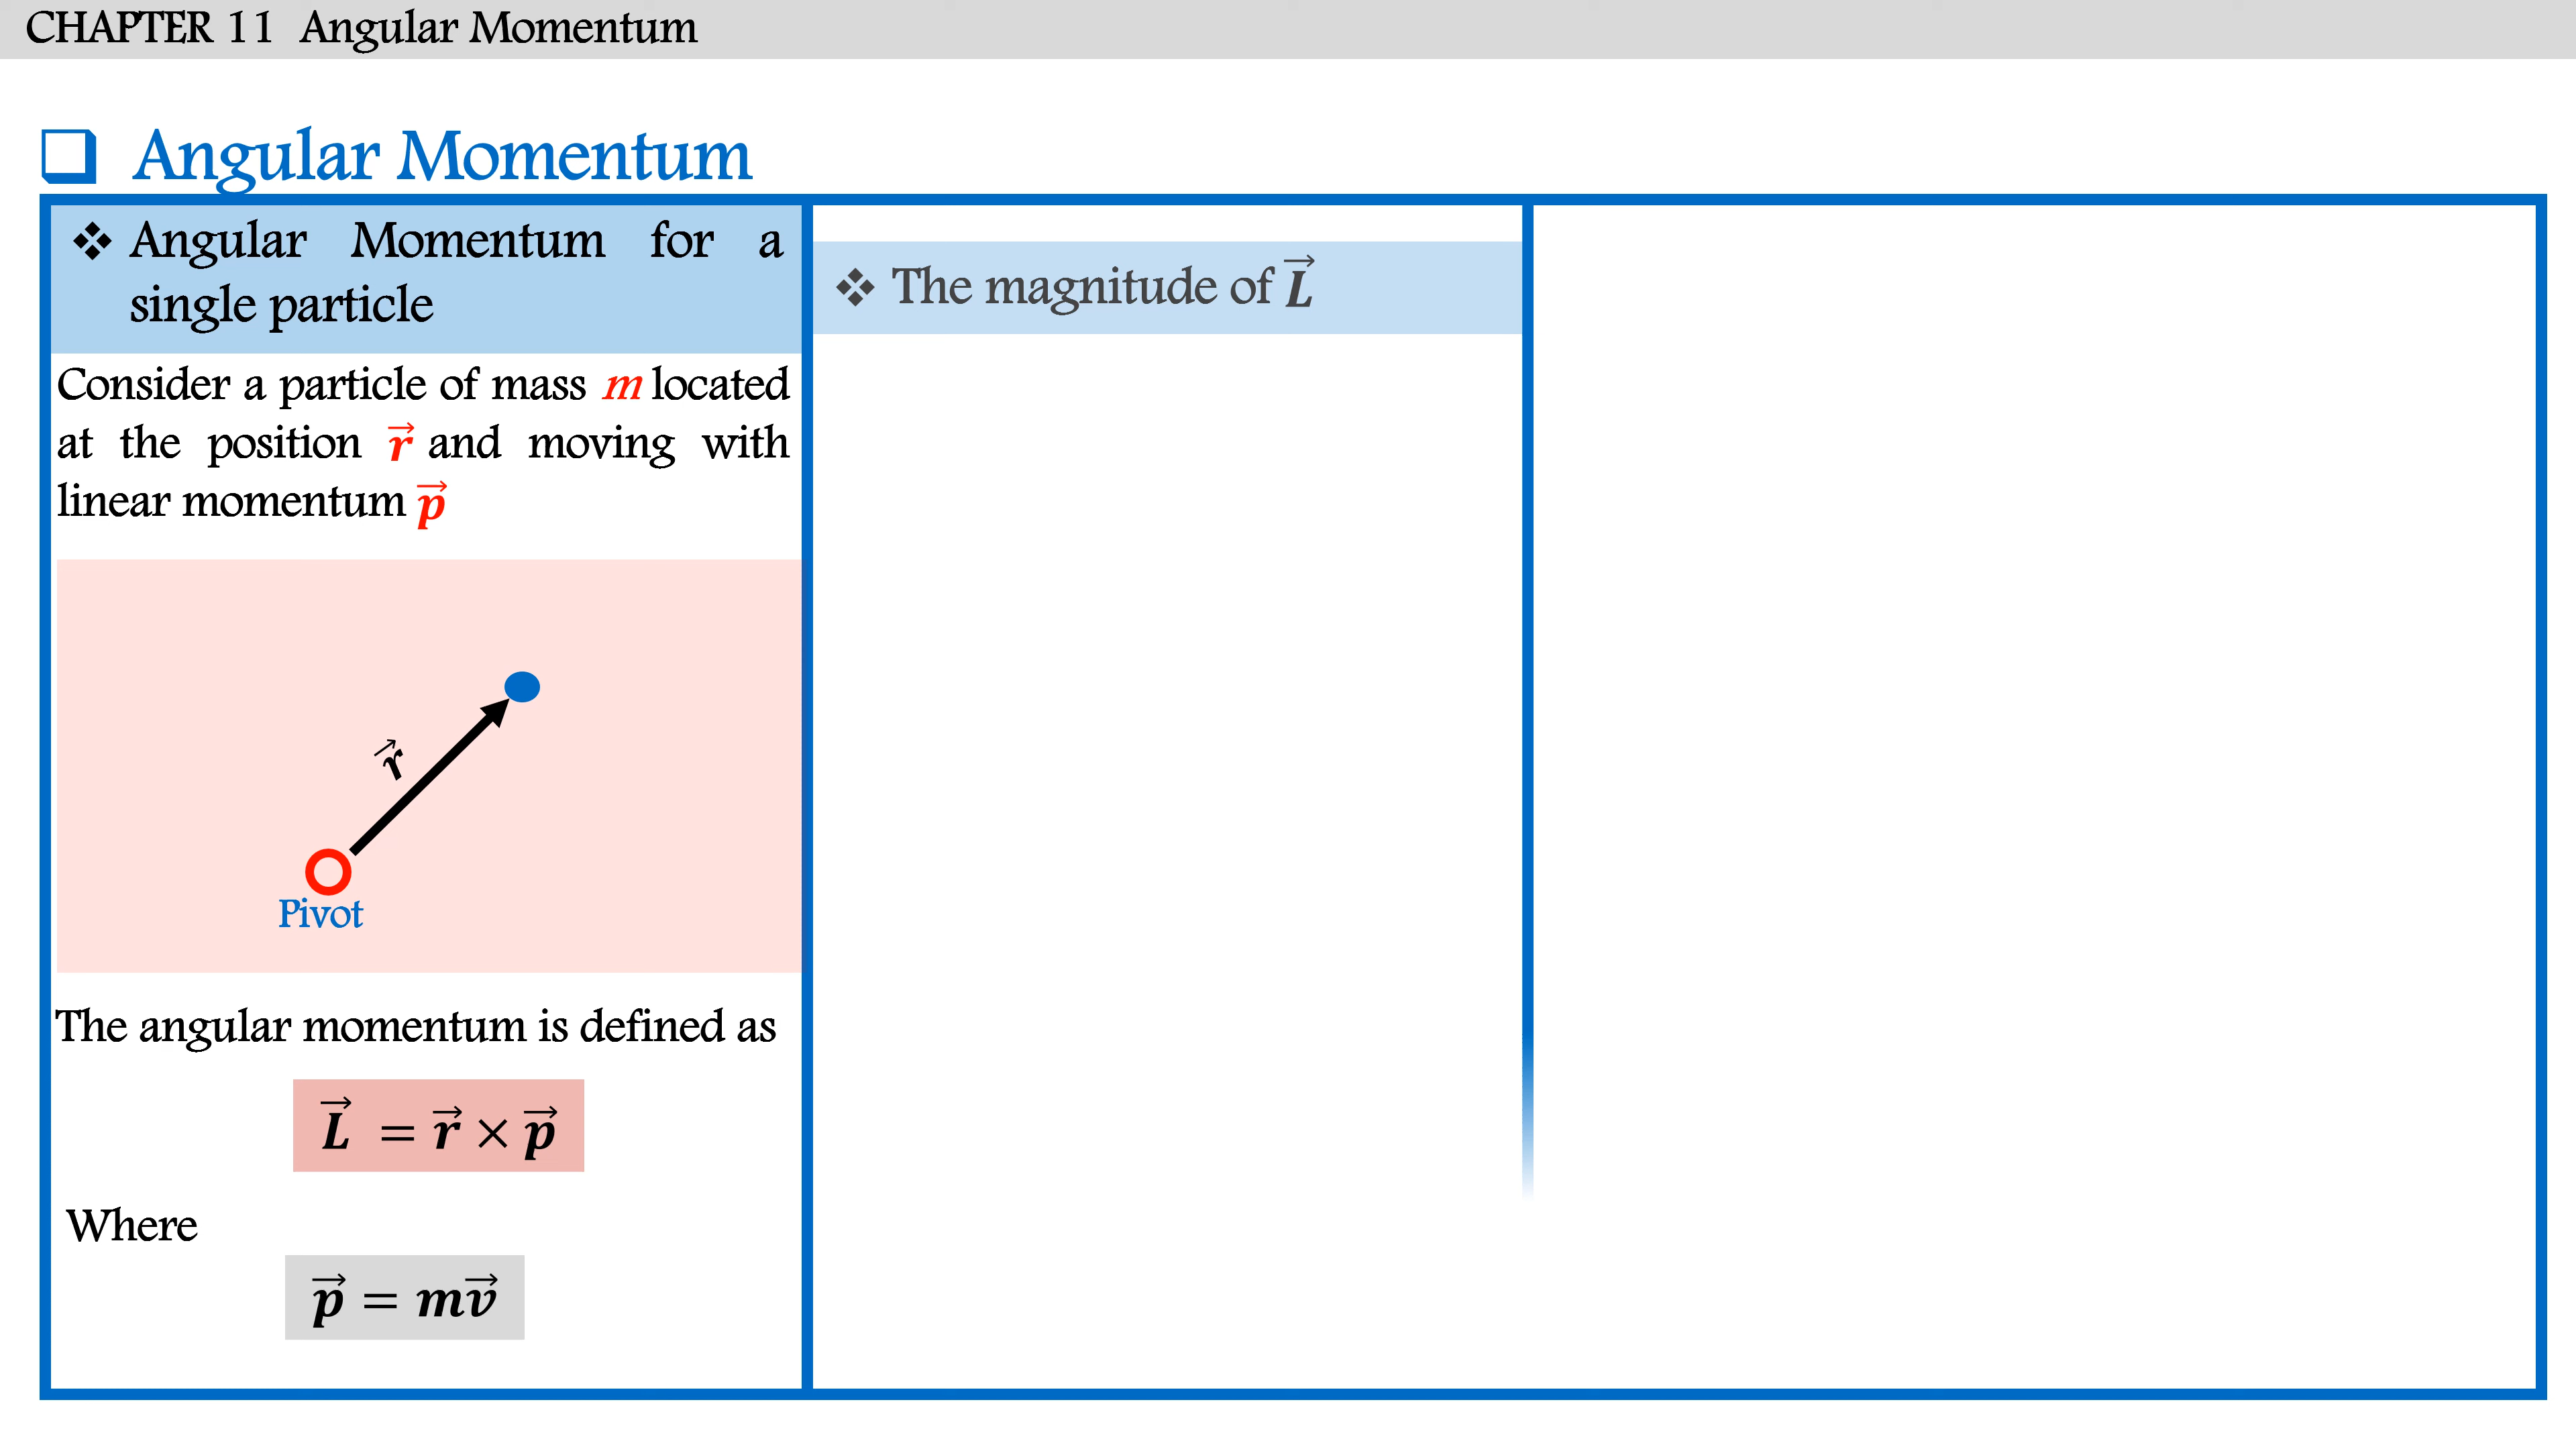 CHAPTER 11 Angular Momentum
❑ Angular Momentum
❖ Angular Momentum for a
single particle
Consider a particle of mass m located
at the position r⃗ and moving with
linear momentum p⃗
r⃗
Pivot
The angular momentum is defined as
L⃗ = r⃗ × p⃗
Where
p⃗ = mv⃗
❖ The magnitude of L⃗